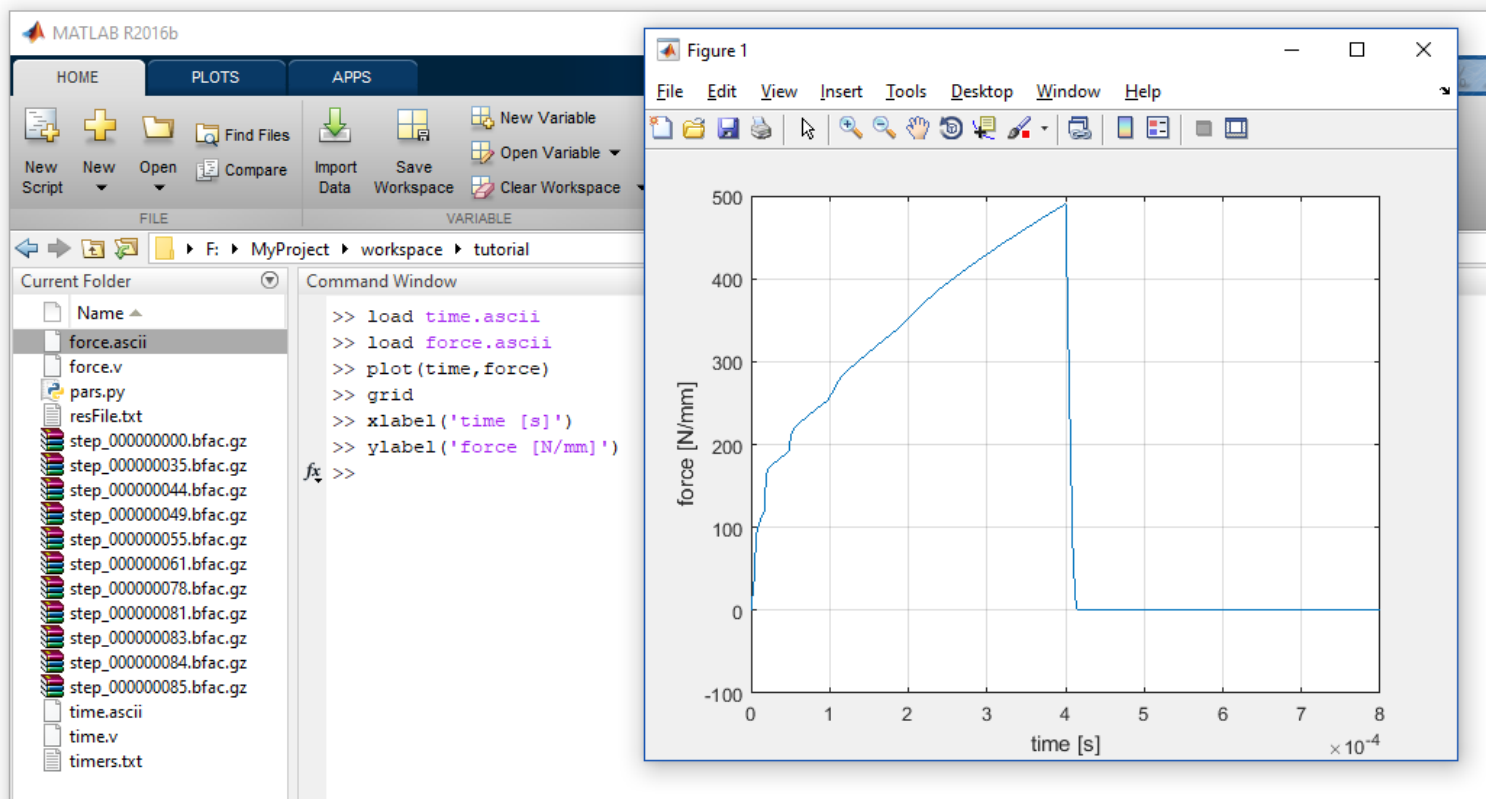 MATLAB R2016b
HOME PLOTS APPS
New Script
New
Open
Find Files
Compare
FILE
Import Data
Save Workspace
New Variable
Open Variable
Clear Workspace
VARIABLE
F: MyProject workspace tutorial
Current Folder
Name
force.ascii
force.v
pars.py
resFile.txt
step_000000000.bfac.gz
step_000000035.bfac.gz
step_000000044.bfac.gz
step_000000049.bfac.gz
step_000000055.bfac.gz
step_000000061.bfac.gz
step_000000078.bfac.gz
step_000000081.bfac.gz
step_000000083.bfac.gz
step_000000084.bfac.gz
step_000000085.bfac.gz
time.ascii
time.v
timers.txt
Command Window
>> load time.ascii
>> load force.ascii
>> plot(time,force)
>> grid
>> xlabel('time [s]')
>> ylabel('force [N/mm]')
fx >>
Figure 1
File Edit View Insert Tools Desktop Window Help
500
400
300
200
100
0
-100
force [N/mm]
0 1 2 3 4 5 6 7 8
time [s]
×10⁻⁴